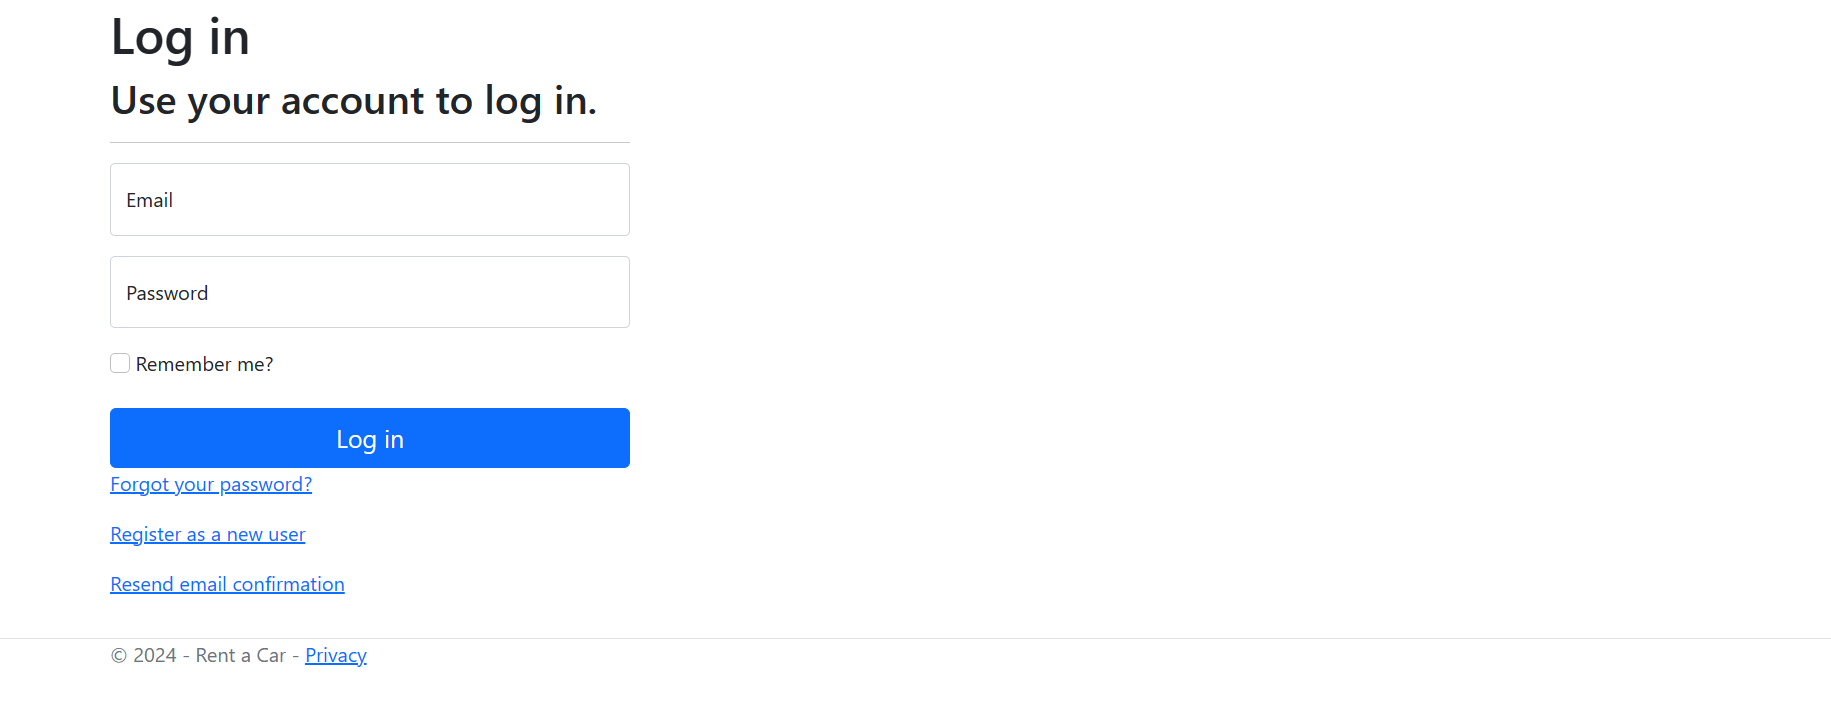 Log in
Use your account to log in.
Email
Password
Remember me?
Log in
Forgot your password?
Register as a new user
Resend email confirmation
© 2024 - Rent a Car - Privacy